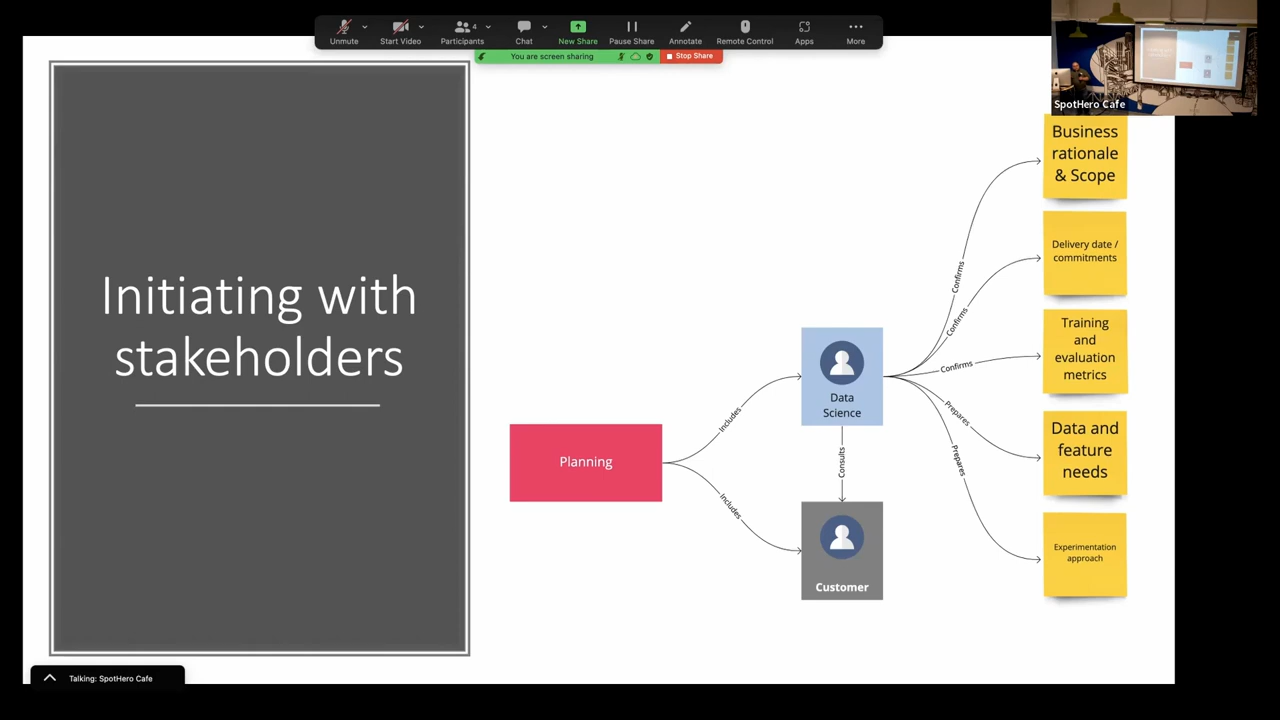 4
Unmute
Start Video
Participants
Chat
New Share
Pause Share
Annotate
Remote Control
Apps
More
You are screen sharing
Stop Share
SpotHero Cafe
Initiating with
stakeholders
Planning
Includes
Includes
Data
Science
Consults
Customer
Confirms
Confirms
Confirms
Prepares
Prepares
Business
rationale
& Scope
Delivery date /
commitments
Training
and
evaluation
metrics
Data and
feature
needs
Experimentation
approach
Talking: SpotHero Cafe